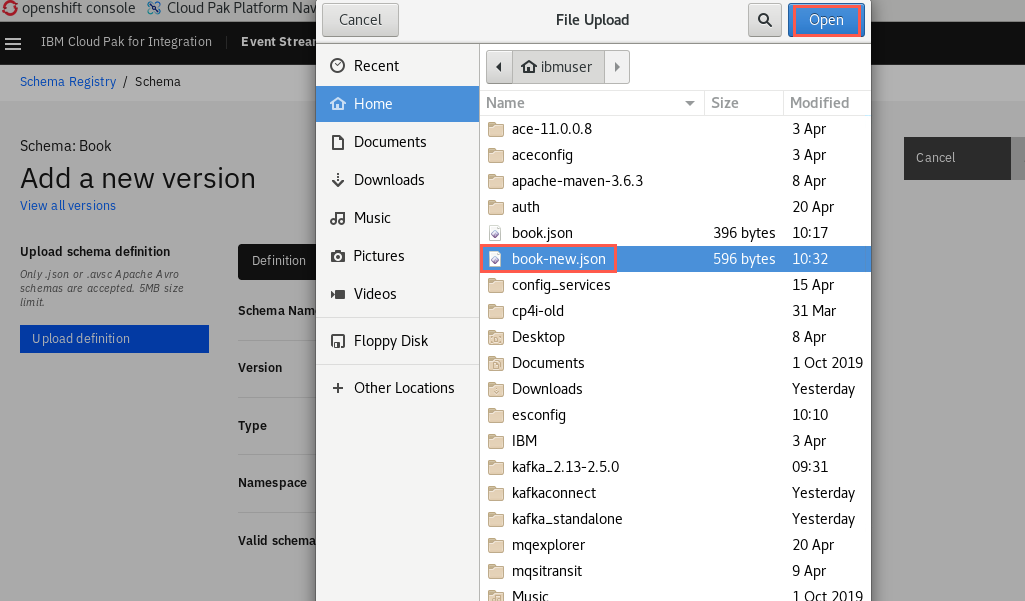 openshift console Cloud Pak Platform Nav
IBM Cloud Pak for Integration Event Strear
Schema Registry / Schema
Schema: Book
Add a new version
View all versions
Upload schema definition
Only .json or .avsc Apache Avro
schemas are accepted. 5MB size
limit.
Upload definition
Definition
Schema Nam
Version
Type
Namespace
Valid schema
Cancel
Cancel File Upload Open
Recent
Home
Documents
Downloads
Music
Pictures
Videos
Floppy Disk
Other Locations
ibmuser
Name Size Modified
ace-11.0.0.8 3 Apr
aceconfig 3 Apr
apache-maven-3.6.3 8 Apr
auth 20 Apr
book.json 396 bytes 10:17
book-new.json 596 bytes 10:32
config_services 15 Apr
cp4i-old 31 Mar
Desktop 8 Apr
Documents 1 Oct 2019
Downloads Yesterday
esconfig 10:10
IBM 3 Apr
kafka_2.13-2.5.0 09:31
kafkaconnect Yesterday
kafka_standalone Yesterday
mqexplorer 20 Apr
mqsitransit 9 Apr
Music 1 Oct 2019